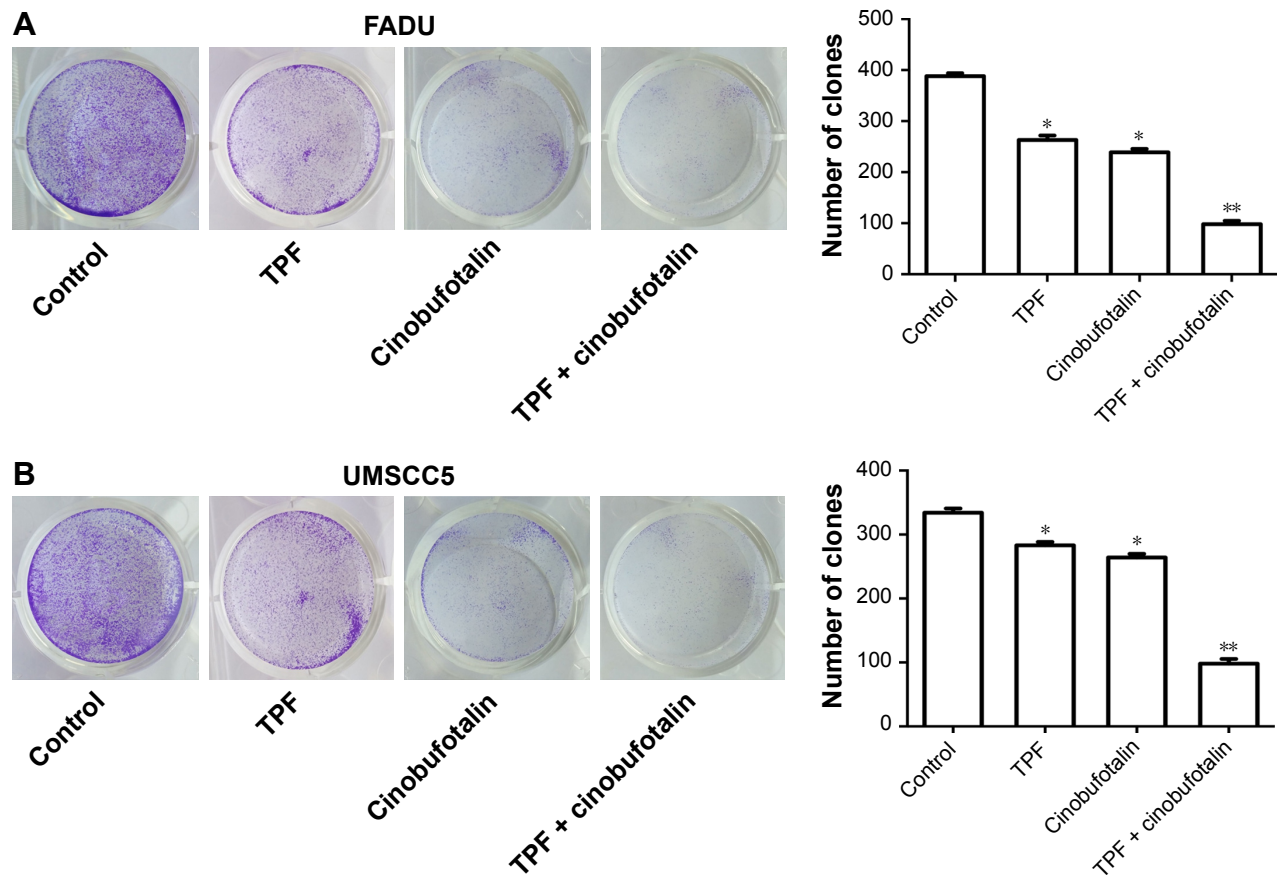 A
FADU
Control
TPF
Cinobufotalin
TPF + cinobufotalin
Number of clones
500
400
300
200
100
0
*
*
**
Control
TPF
Cinobufotalin
TPF + cinobufotalin
B
UMSCC5
Control
TPF
Cinobufotalin
TPF + cinobufotalin
Number of clones
400
300
200
100
0
*
*
**
Control
TPF
Cinobufotalin
TPF + cinobufotalin